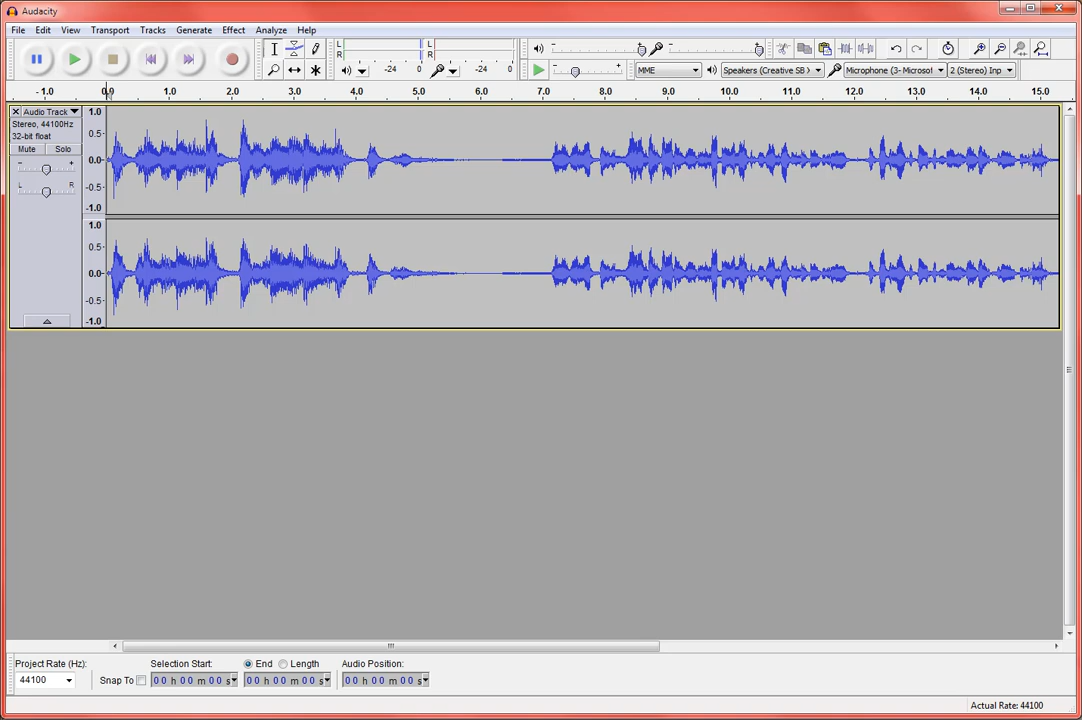 Audacity
File Edit View Transport Tracks Generate Effect Analyze Help
L R L R
-24 0 -24 0
MME Speakers (Creative SB X Microphone (3- Microsof 2 (Stereo) Inp
-1.0 0.0 1.0 2.0 3.0 4.0 5.0 6.0 7.0 8.0 9.0 10.0 11.0 12.0 13.0 14.0 15.0
Audio Track
Stereo, 44100Hz
32-bit float
Mute Solo
- +
L R
1.0
0.5
0.0
-0.5
-1.0
1.0
0.5
0.0
-0.5
-1.0
Project Rate (Hz): Selection Start: End Length Audio Position:
44100 Snap To 00 h 00 m 00 s 00 h 00 m 00 s 00 h 00 m 00 s
Actual Rate: 44100